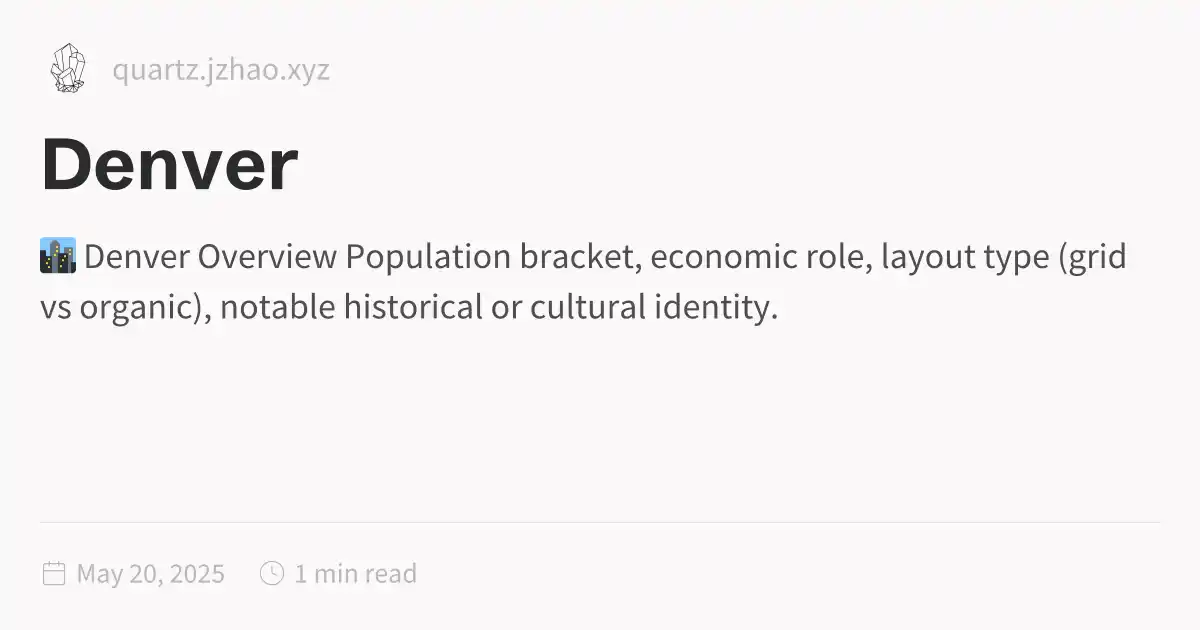 quartz.jzhao.xyz
Denver
🏙️ Denver Overview Population bracket, economic role, layout type (grid
vs organic), notable historical or cultural identity.
May 20, 2025 1 min read